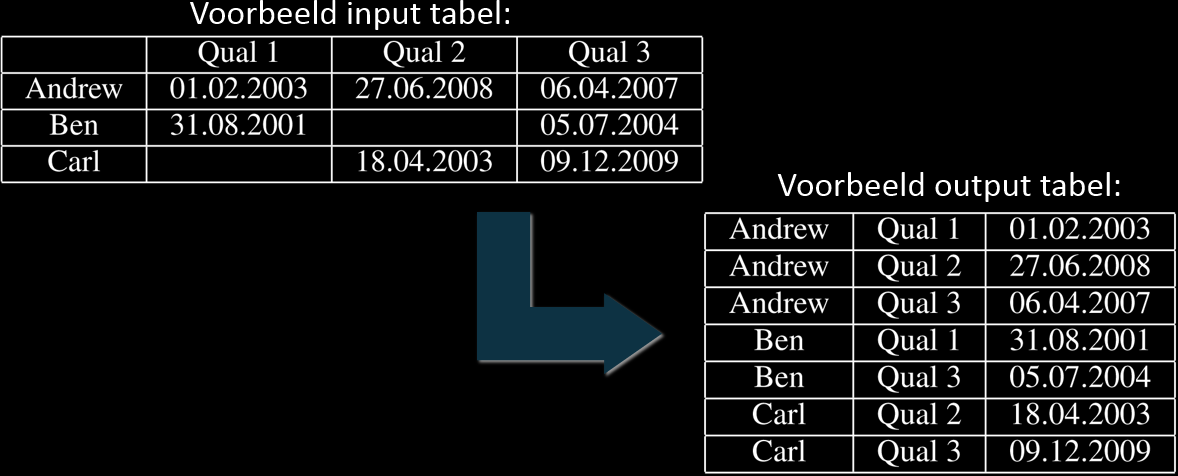 Voorbeeld input tabel:
Qual 1 Qual 2 Qual 3
Andrew 01.02.2003 27.06.2008 06.04.2007
Ben 31.08.2001 05.07.2004
Carl 18.04.2003 09.12.2009
Voorbeeld output tabel:
Andrew Qual 1 01.02.2003
Andrew Qual 2 27.06.2008
Andrew Qual 3 06.04.2007
Ben Qual 1 31.08.2001
Ben Qual 3 05.07.2004
Carl Qual 2 18.04.2003
Carl Qual 3 09.12.2009